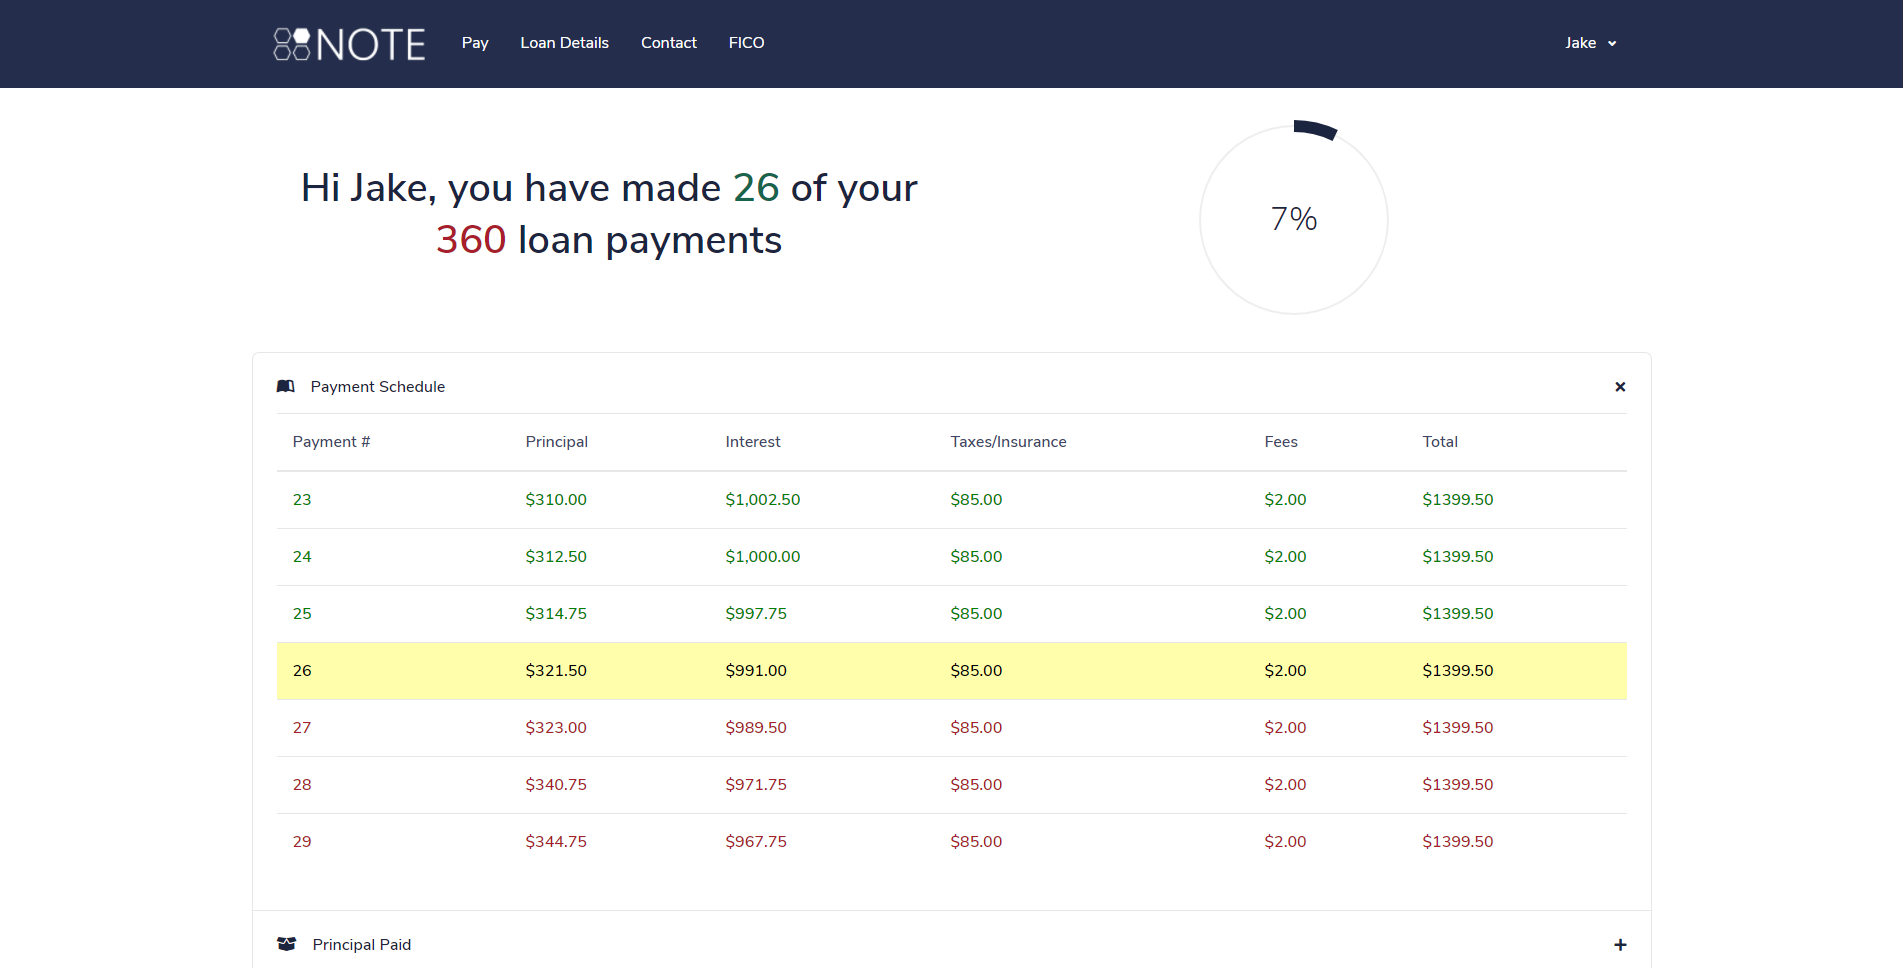 NOTE Pay Loan Details Contact FICO Jake
Hi Jake, you have made 26 of your
360 loan payments
7%
Payment Schedule
Payment # Principal Interest Taxes/Insurance Fees Total
23 $310.00 $1,002.50 $85.00 $2.00 $1399.50
24 $312.50 $1,000.00 $85.00 $2.00 $1399.50
25 $314.75 $997.75 $85.00 $2.00 $1399.50
26 $321.50 $991.00 $85.00 $2.00 $1399.50
27 $323.00 $989.50 $85.00 $2.00 $1399.50
28 $340.75 $971.75 $85.00 $2.00 $1399.50
29 $344.75 $967.75 $85.00 $2.00 $1399.50
Principal Paid